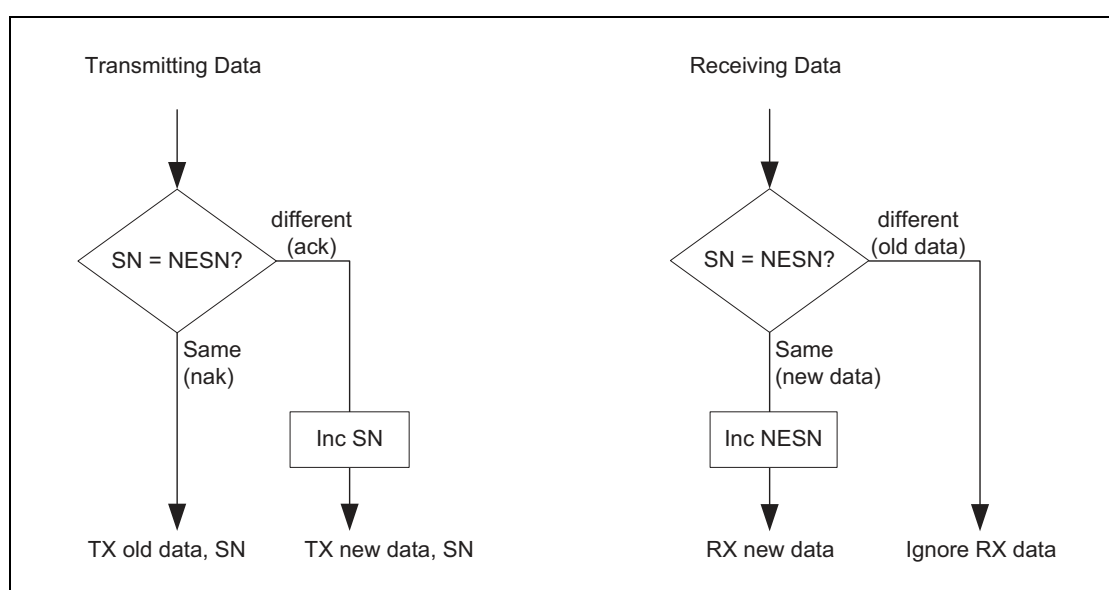 Transmitting Data
SN = NESN?
different
(ack)
Same
(nak)
Inc SN
TX old data, SN
TX new data, SN
Receiving Data
SN = NESN?
different
(old data)
Same
(new data)
Inc NESN
RX new data
Ignore RX data